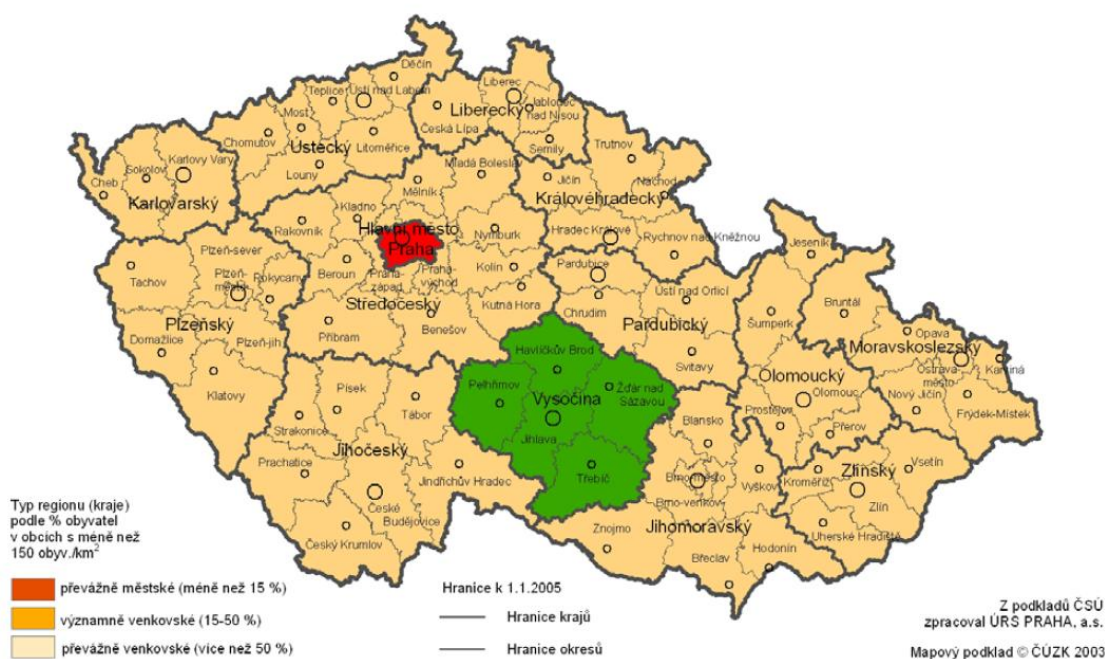 Děčín
Liberec
Teplice
Ústí nad Labem
Jablonec
nad Nisou
Liberecký
Most
Česká Lípa
Semily
Chomutov
Ústecký
Litoměřice
Trutnov
Sokolov
Karlovy Vary
Louny
Mladá Boleslav
Cheb
Mělník
Jičín
Náchod
Karlovarský
Kladno
Královéhradecký
Rakovník
Hlavní město
Praha
Nymburk
Hradec Králové
Rychnov nad Kněžnou
Jeseník
Plzeň-sever
Beroun
Praha-
západ
Praha-
východ
Kolín
Pardubice
Tachov
Plzeň-
město
Rokycany
Středočeský
Kutná Hora
Chrudim
Ústí nad Orlicí
Šumperk
Bruntál
Plzeňský
Příbram
Benešov
Pardubický
Opava
Domažlice
Plzeň-jih
Havlíčkův Brod
Svitavy
Moravskoslezský
Ostrava-
město
Karviná
Klatovy
Písek
Pelhřimov
Žďár nad
Sázavou
Olomoucký
Olomouc
Nový Jičín
Frýdek-Místek
Strakonice
Tábor
Vysočina
Blansko
Prostějov
Přerov
Jihočeský
Jihlava
Vsetín
Prachatice
Jindřichův Hradec
Třebíč
Brno-město
Brno-venkov
Vyškov
Kroměříž
Zlínský
Zlín
České
Budějovice
Znojmo
Jihomoravský
Uherské Hradiště
Český Krumlov
Břeclav
Hodonín
Typ regionu (kraje)
podle % obyvatel
v obcích s méně než
150 obyv./km²
převážně městské (méně než 15 %)
významně venkovské (15-50 %)
převážně venkovské (více než 50 %)
Hranice k 1.1.2005
Hranice krajů
Hranice okresů
Z podkladů ČSÚ
zpracoval ÚRS PRAHA, a.s.
Mapový podklad © ČÚZK 2003